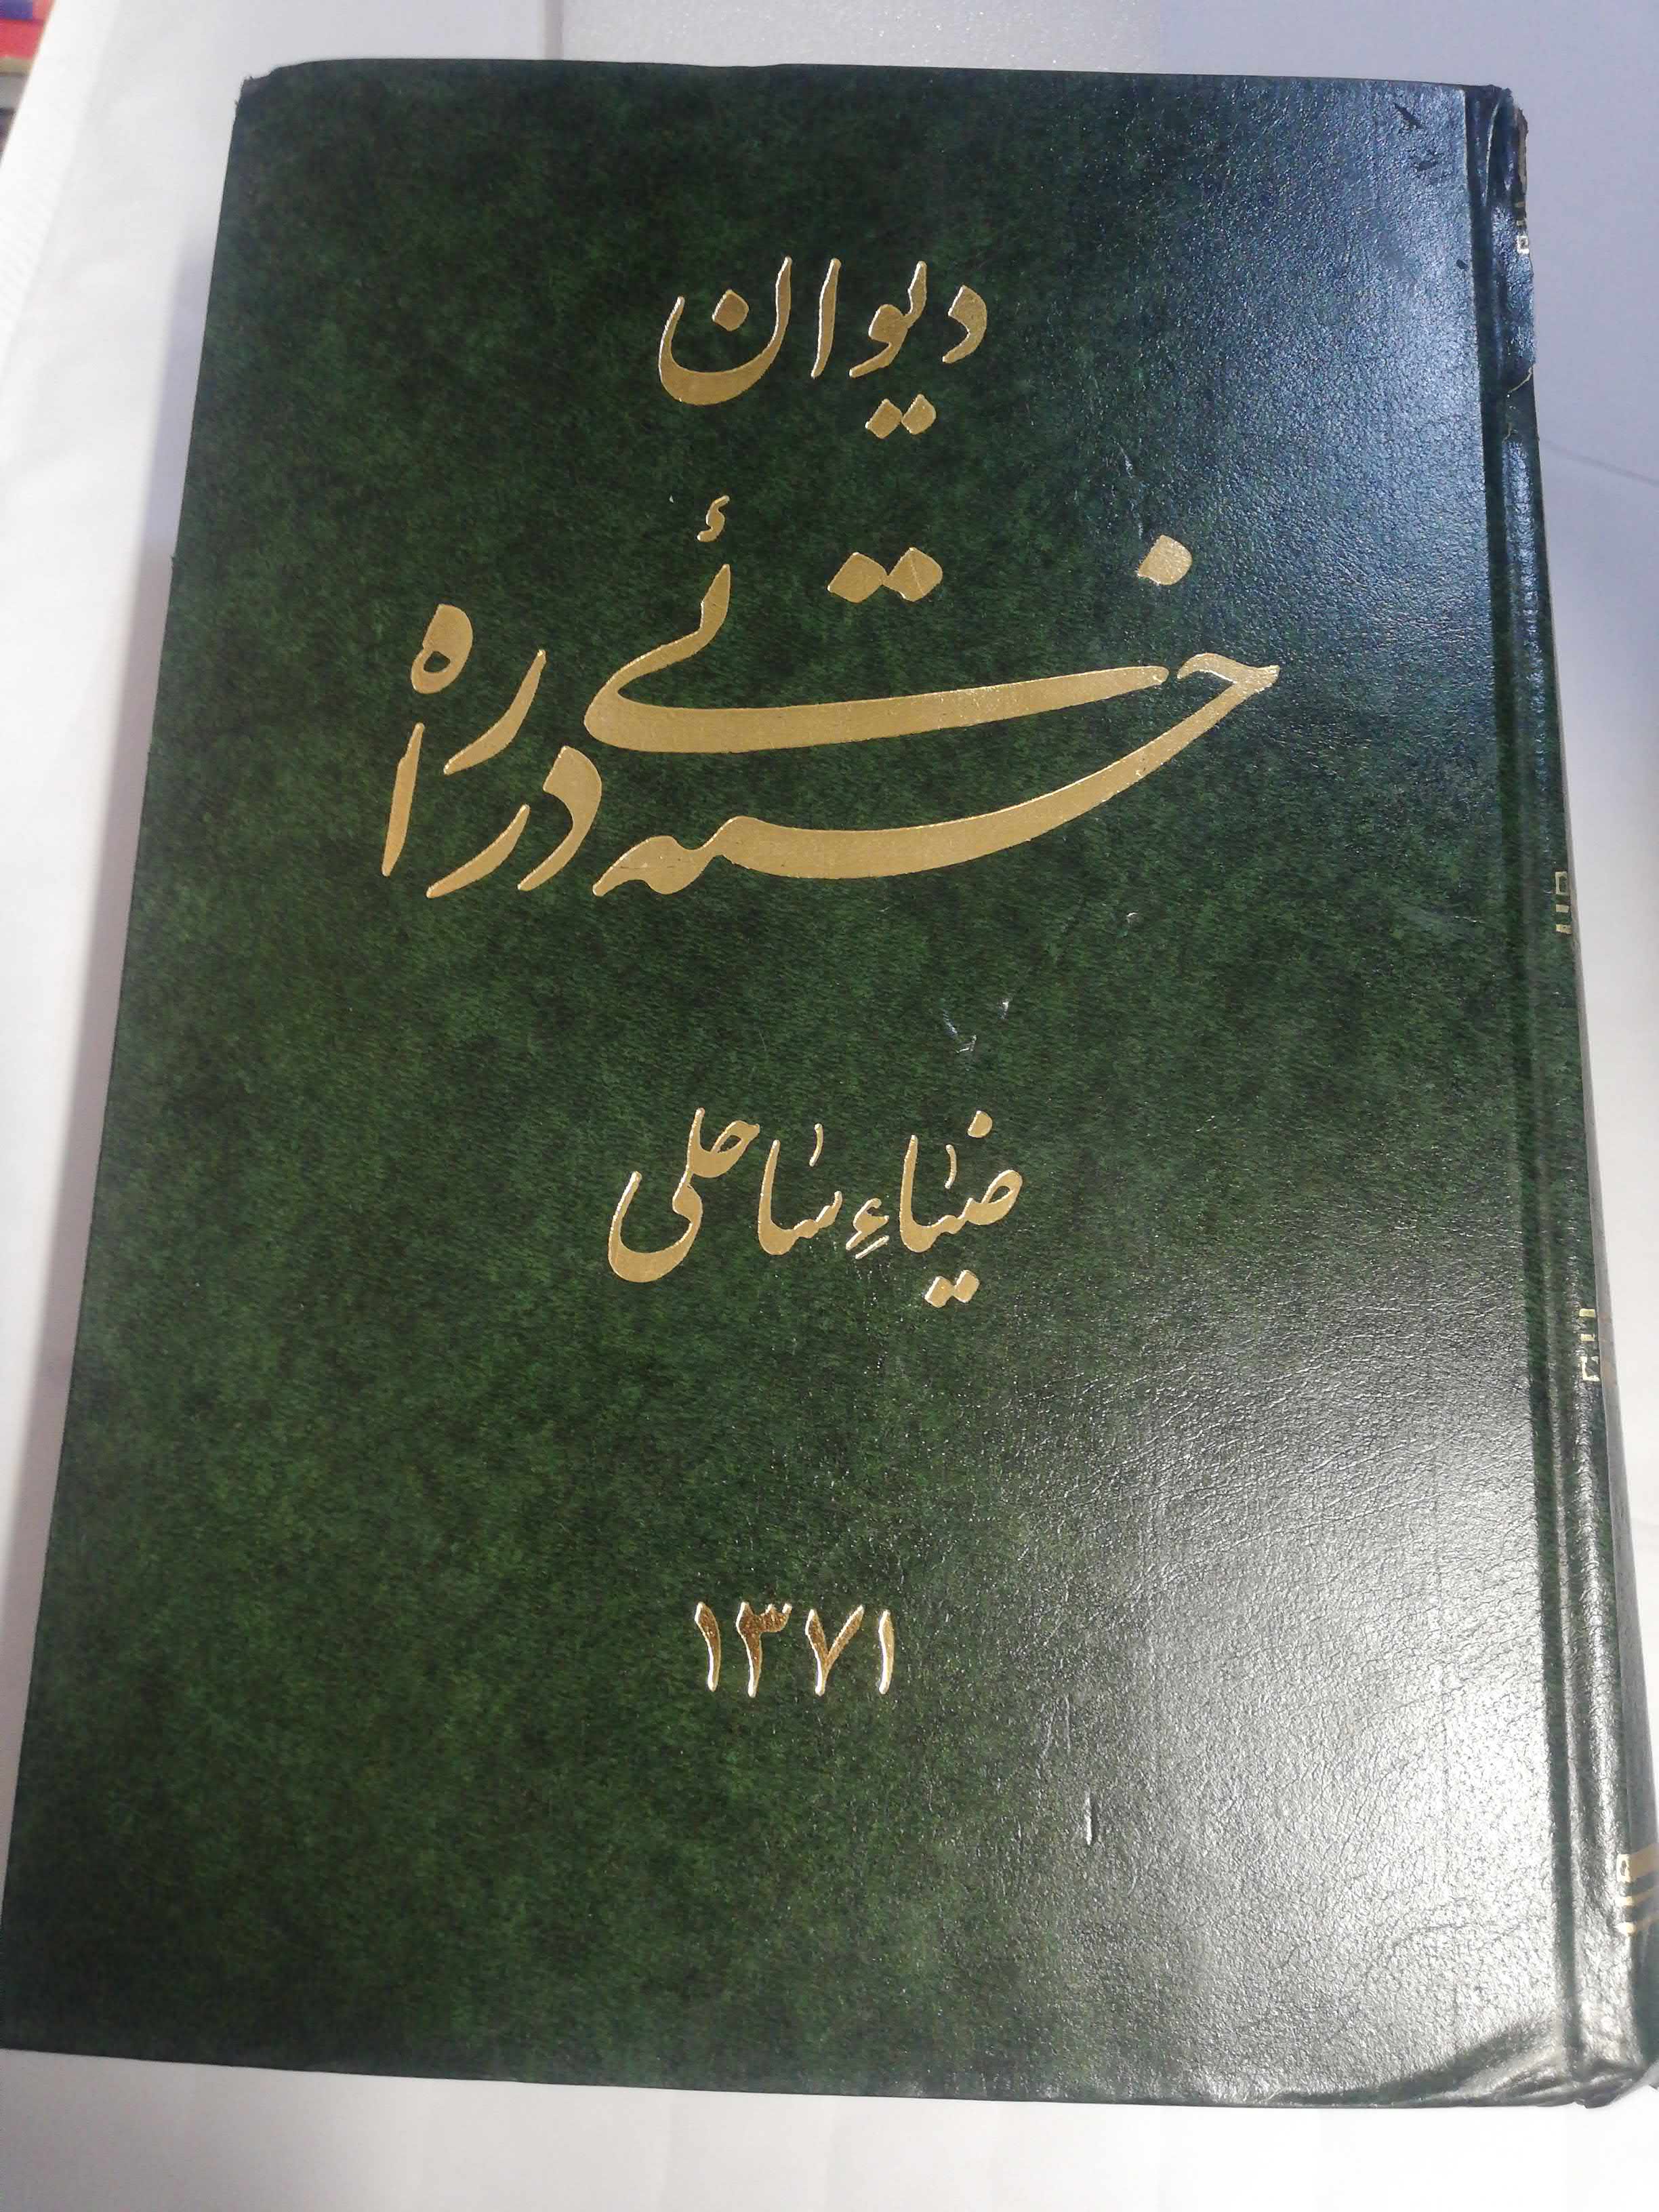 دیوان
خسته‌ئی در راه
ضیاءِ ساحلی
۱۳۷۱